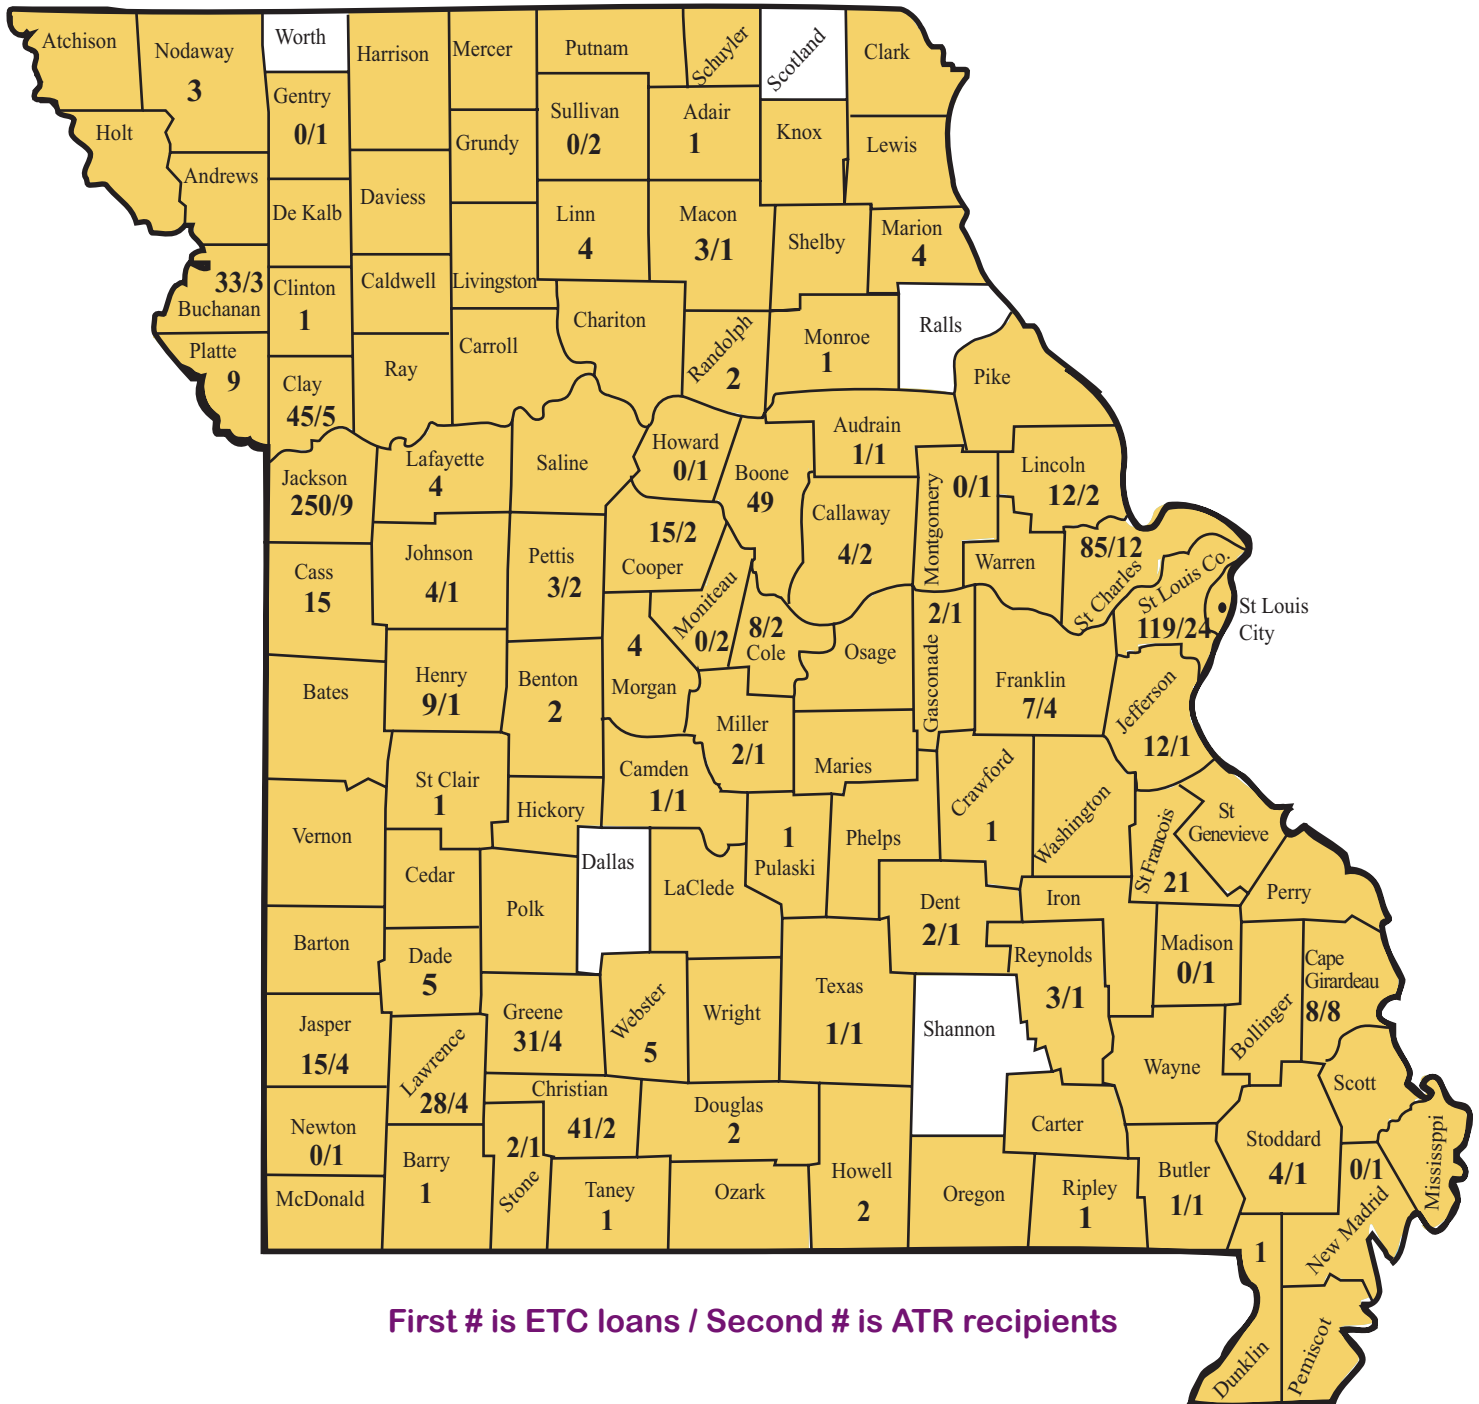 Atchison
Nodaway
3
Worth
Harrison
Mercer
Putnam
Schuyler
Scotland
Clark
Holt
Gentry
0/1
Grundy
Sullivan
0/2
Adair
1
Knox
Lewis
Andrews
De Kalb
Daviess
Linn
4
Macon
3/1
Shelby
Marion
4
33/3
Buchanan
Clinton
1
Caldwell
Livingston
Chariton
Randolph
2
Monroe
1
Ralls
Pike
Platte
9
Clay
45/5
Ray
Carroll
Jackson
250/9
Lafayette
4
Saline
Howard
0/1
Boone
49
Audrain
1/1
Montgomery
0/1
Lincoln
12/2
Callaway
4/2
Cass
15
Johnson
4/1
Pettis
3/2
15/2
Cooper
Moniteau
0/2
8/2
Cole
Osage
2/1
Gasconade
Warren
85/12
St Charles
St Louis Co.
119/24
St Louis
City
Bates
Henry
9/1
Benton
2
4
Morgan
Miller
2/1
Maries
Franklin
7/4
Jefferson
12/1
St Clair
1
Hickory
Camden
1/1
1
Pulaski
Phelps
Crawford
1
Washington
St Francois
21
St
Genevieve
Perry
Vernon
Cedar
Polk
Dallas
LaClede
Dent
2/1
Iron
Barton
Dade
5
Reynolds
3/1
Madison
0/1
Bollinger
Cape
Girardeau
8/8
Jasper
15/4
Lawrence
28/4
Greene
31/4
Webster
5
Wright
Texas
1/1
Shannon
Wayne
Scott
Mississppi
Newton
0/1
McDonald
Barry
1
2/1
Stone
Christian
41/2
Taney
1
Douglas
2
Ozark
Howell
2
Oregon
Carter
Ripley
1
Butler
1/1
Stoddard
4/1
0/1
New Madrid
1
Dunklin
Pemiscot
First # is ETC loans / Second # is ATR recipients